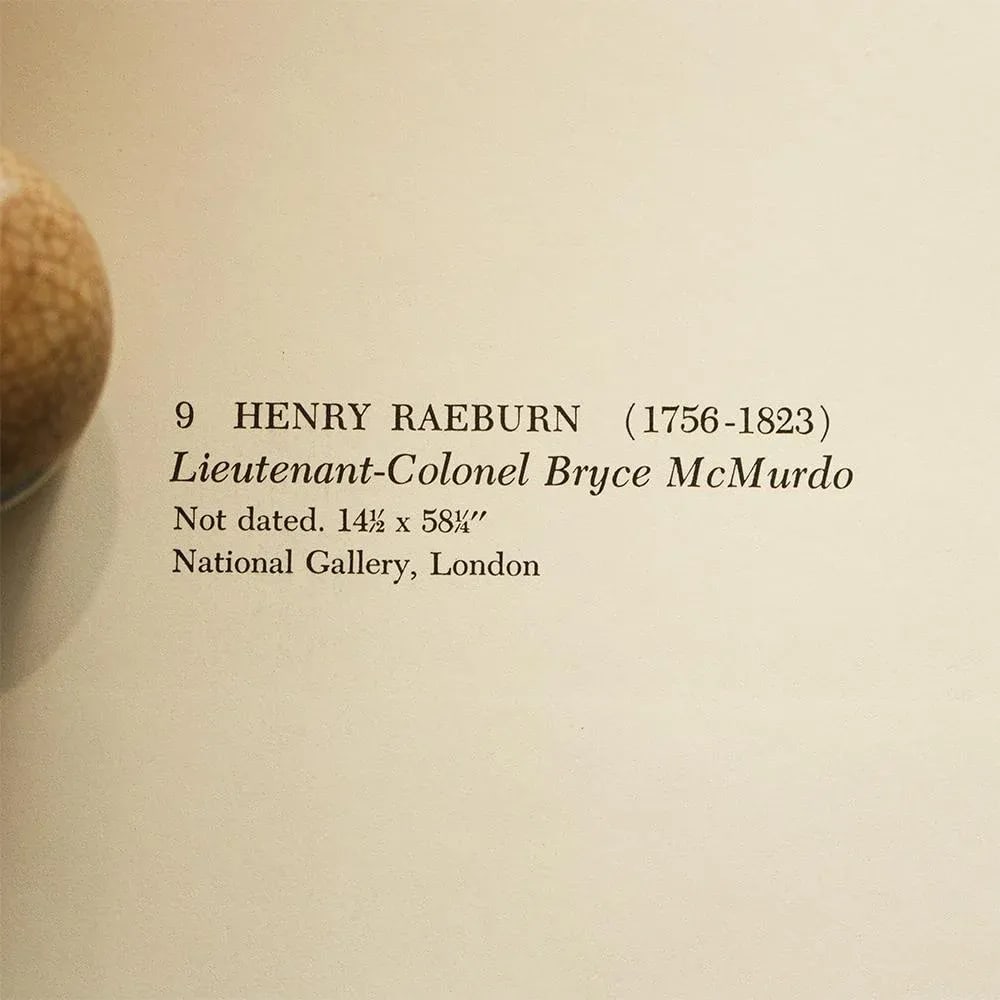 9 HENRY RAEBURN (1756-1823)
Lieutenant-Colonel Bryce McMurdo
Not dated. 14½ x 58¼″
National Gallery, London